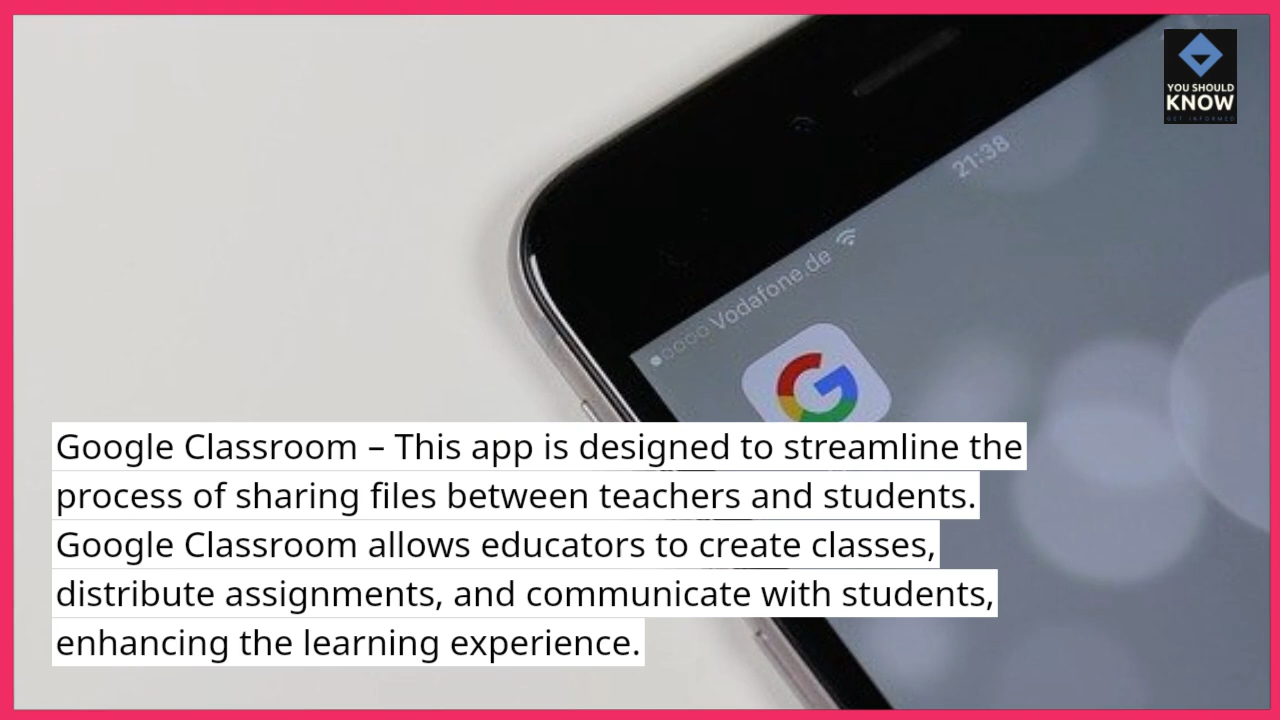 YOU SHOULD
KNOW
GET INFORMED
21:38
Vodafone.de
G
Google Classroom – This app is designed to streamline the
process of sharing files between teachers and students.
Google Classroom allows educators to create classes,
distribute assignments, and communicate with students,
enhancing the learning experience.